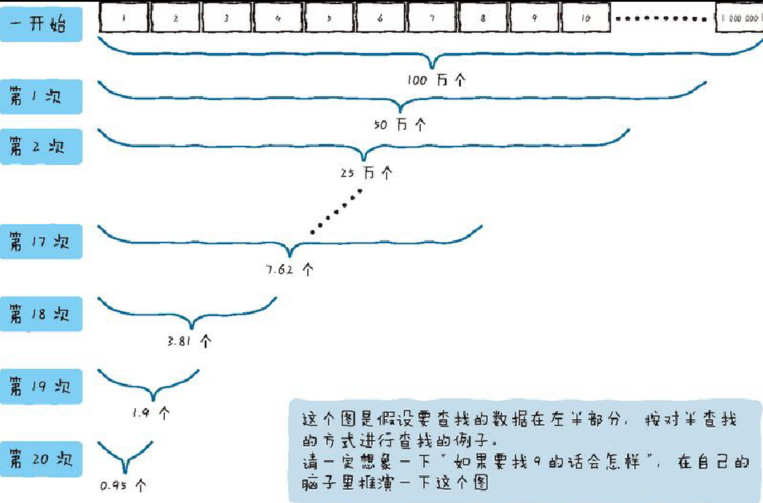 一开始
1 2 3 4 5 6 7 8 9 10 1 000 000
100 万个
第 1 次
50 万个
第 2 次
25 万个
第 17 次
7.62 个
第 18 次
3.81 个
第 19 次
1.9 个
第 20 次
0.95 个
这个图是假设要查找的数据在左半部分，按对半查找
的方式进行查找的例子。
请一定想象一下“如果要找9的话会怎样”，在自己的
脑子里推演一下这个图